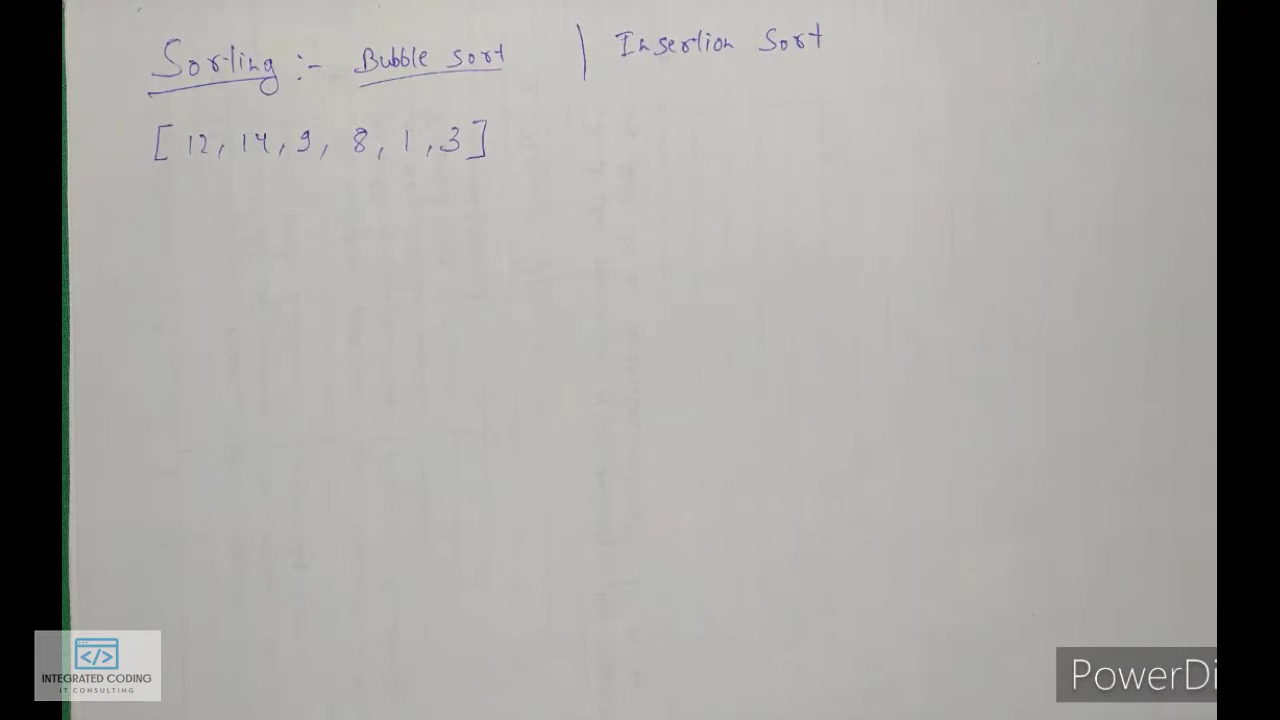 Sorting :- Bubble sort | Insertion Sort
[ 12, 14, 9, 8, 1, 3 ]
</>
INTEGRATED CODING
IT CONSULTING
PowerDi